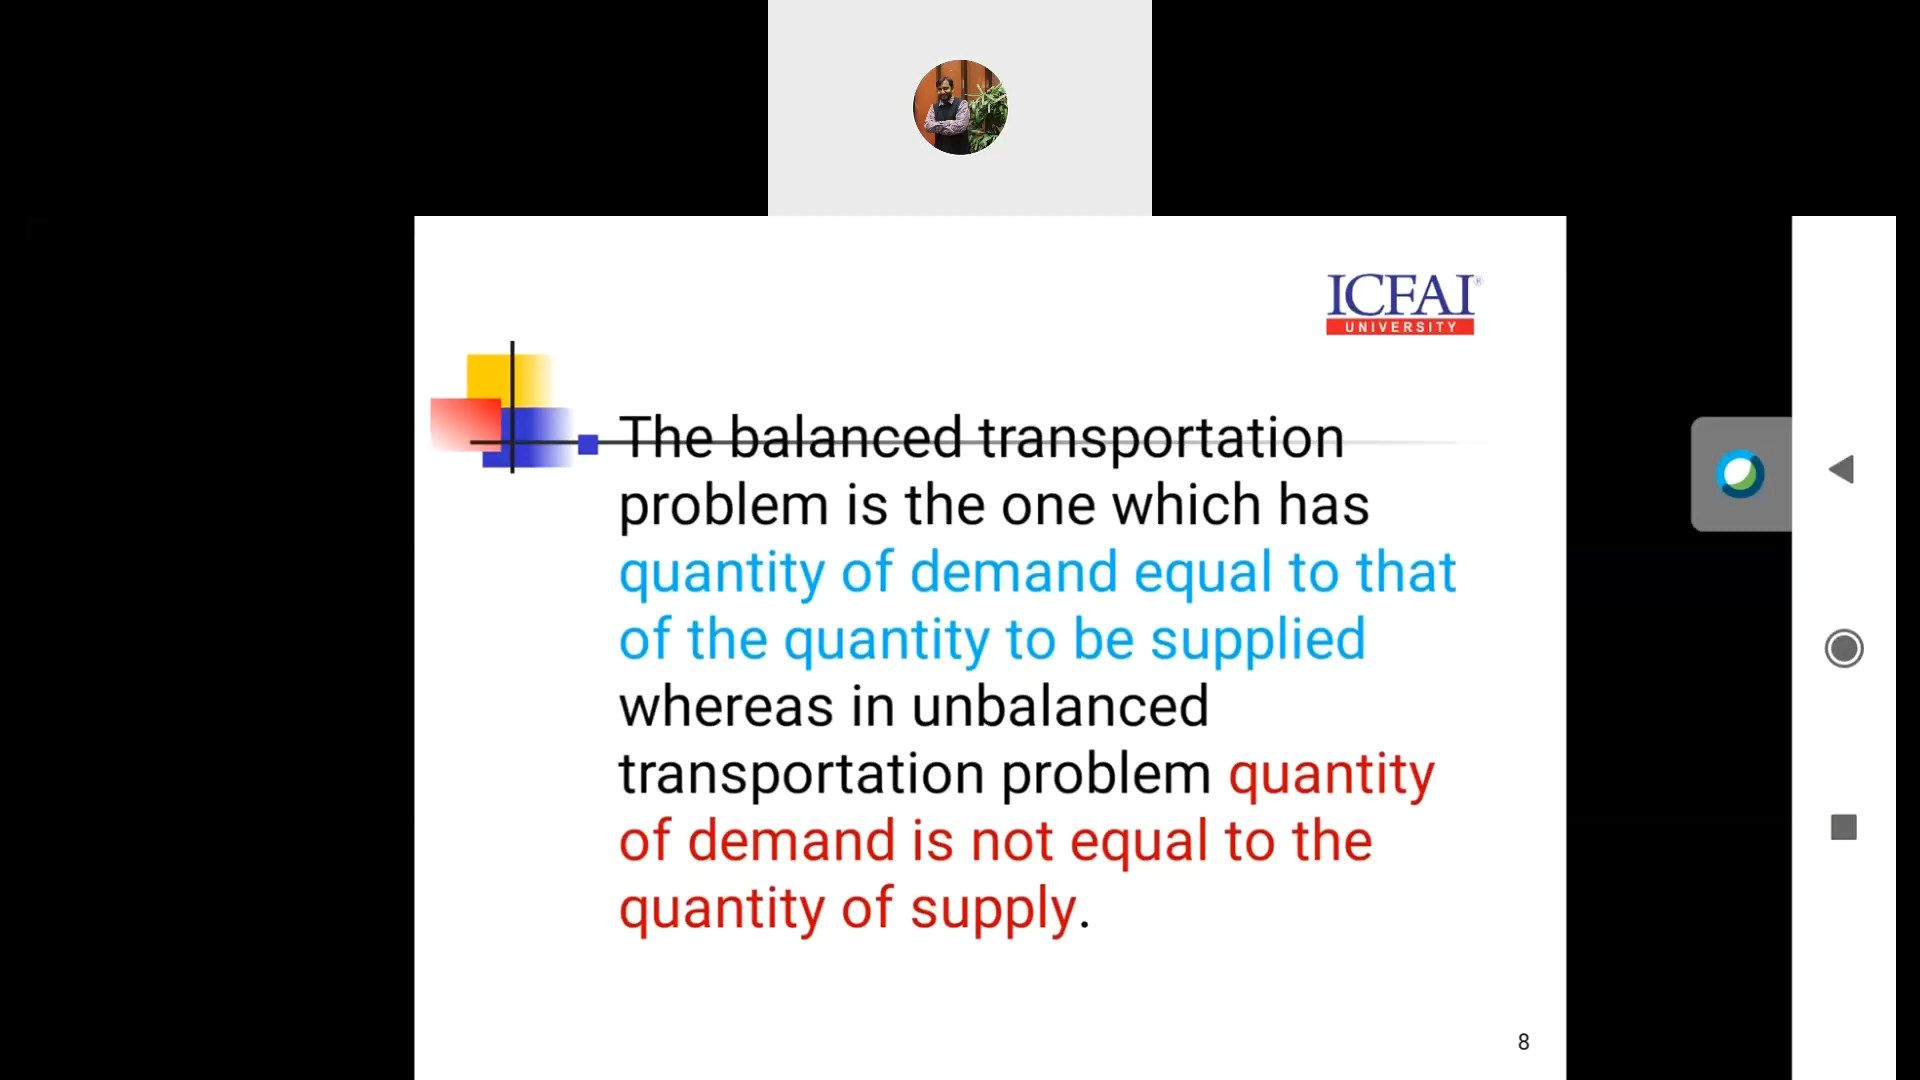 ICFAI®
UNIVERSITY
The balanced transportation
problem is the one which has
quantity of demand equal to that
of the quantity to be supplied
whereas in unbalanced
transportation problem quantity
of demand is not equal to the
quantity of supply.
8